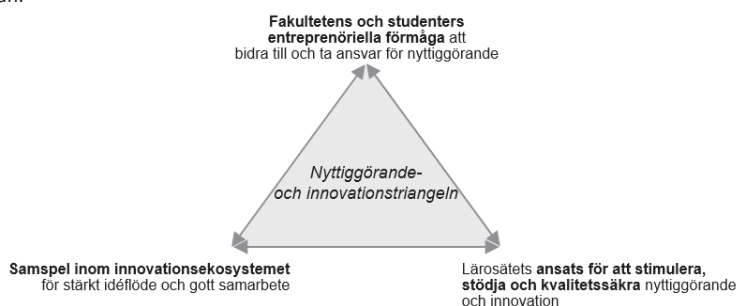 Fakultetens och studenters
entreprenöriella förmåga att
bidra till och ta ansvar för nyttiggörande
Nyttiggörande-
och innovationstriangeln
Samspel inom innovationsekosystemet
för stärkt idéflöde och gott samarbete
Lärosätets ansats för att stimulera,
stödja och kvalitetssäkra nyttiggörande
och innovation